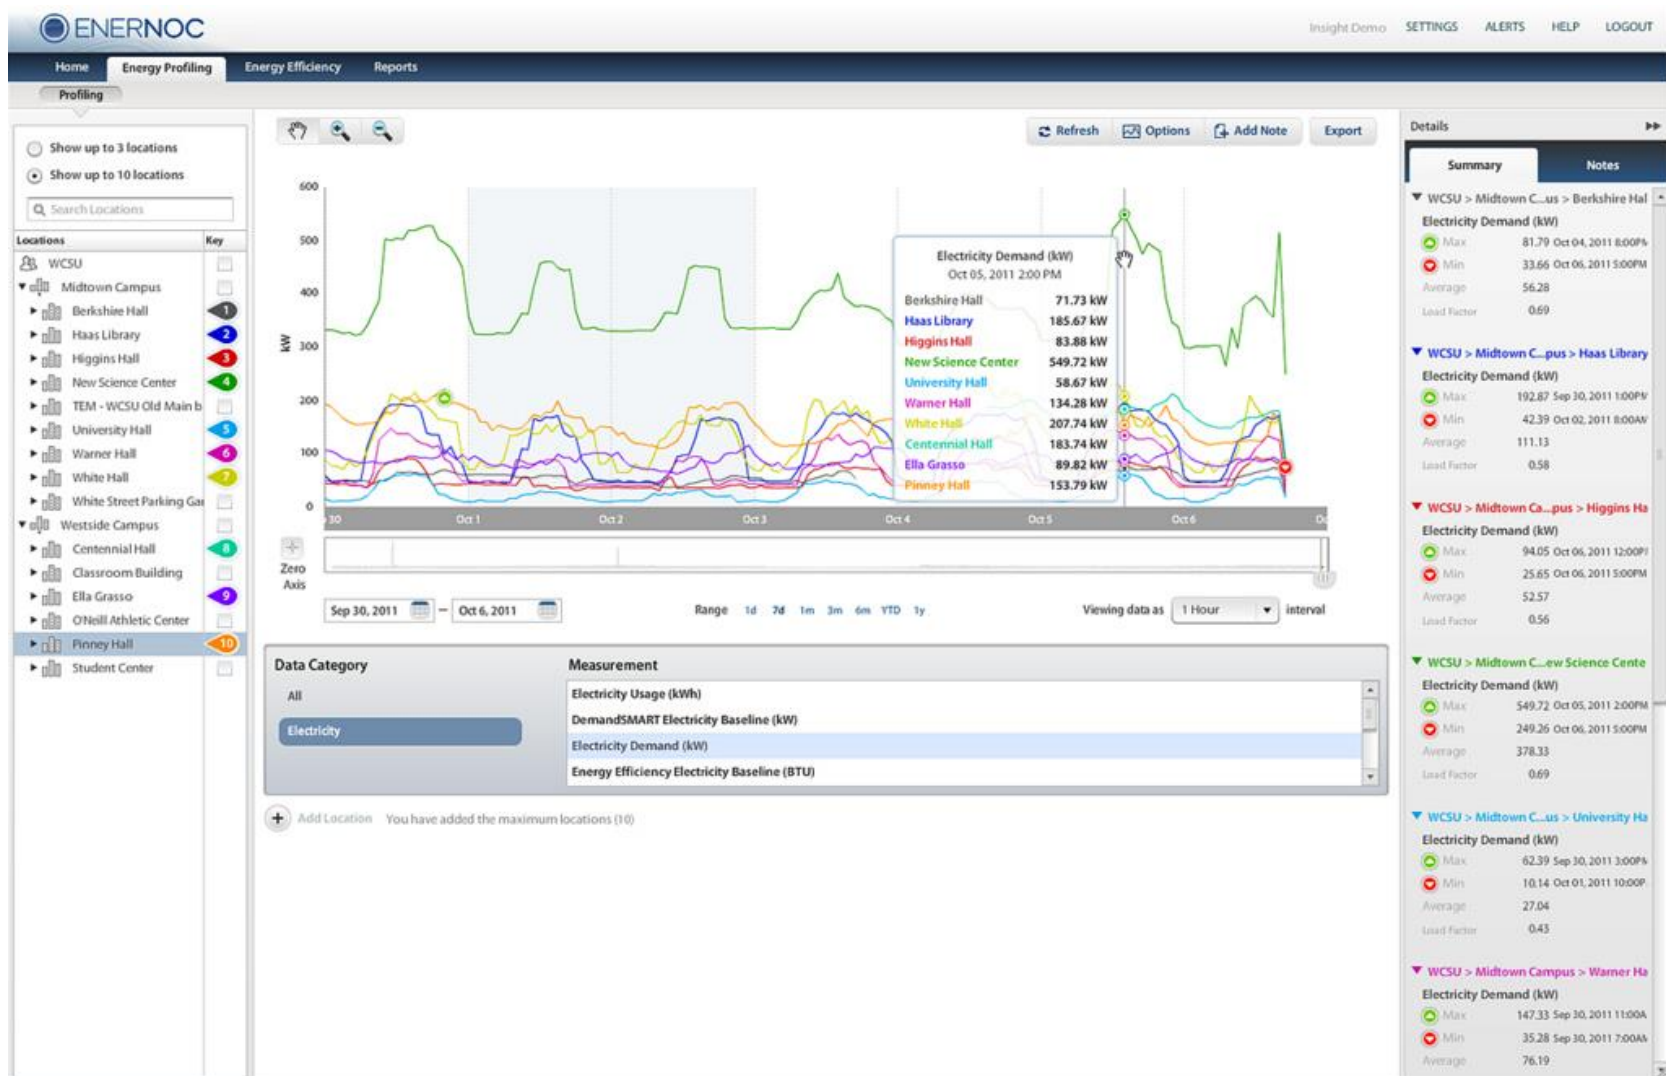 ENERNOC
Insight Demo SETTINGS ALERTS HELP LOGOUT
Home Energy Profiling Energy Efficiency Reports
Profiling
Show up to 3 locations
Show up to 10 locations
Search Locations
Locations Key
WCSU
Midtown Campus
Berkshire Hall 1
Haas Library 2
Higgins Hall 3
New Science Center 4
TEM - WCSU Old Main b
University Hall 5
Warner Hall 6
White Hall 7
White Street Parking Gar
Westside Campus
Centennial Hall 8
Classroom Building
Ella Grasso 9
O'Neill Athletic Center
Pinney Hall 10
Student Center
Refresh Options Add Note Export
600
500
400
300
200
100
0
kW
Electricity Demand (kW)
Oct 05, 2011 2:00 PM
Berkshire Hall 71.73 kW
Haas Library 185.67 kW
Higgins Hall 83.88 kW
New Science Center 549.72 kW
University Hall 58.67 kW
Warner Hall 134.28 kW
White Hall 207.74 kW
Centennial Hall 183.74 kW
Ella Grasso 89.82 kW
Pinney Hall 153.79 kW
30 Oct 1 Oct 2 Oct 3 Oct 4 Oct 5 Oct 6
Zero
Axis
Sep 30, 2011 – Oct 6, 2011
Range 1d 7d 1m 3m 6m YTD 1y
Viewing data as 1 Hour interval
Data Category
All
Electricity
Measurement
Electricity Usage (kWh)
DemandSMART Electricity Baseline (kW)
Electricity Demand (kW)
Energy Efficiency Electricity Baseline (BTU)
Add Location You have added the maximum locations (10)
Details
Summary Notes
WCSU > Midtown C...us > Berkshire Hal
Electricity Demand (kW)
Max 81.79 Oct 04, 2011 8:00PM
Min 33.66 Oct 06, 2011 5:00PM
Average 56.28
Load Factor 0.69
WCSU > Midtown C...pus > Haas Library
Electricity Demand (kW)
Max 192.87 Sep 30, 2011 1:00PM
Min 42.39 Oct 02, 2011 8:00AM
Average 111.13
Load Factor 0.58
WCSU > Midtown Ca...pus > Higgins Ha
Electricity Demand (kW)
Max 94.05 Oct 06, 2011 12:00P
Min 25.65 Oct 06, 2011 5:00PM
Average 52.57
Load Factor 0.56
WCSU > Midtown C...ew Science Cente
Electricity Demand (kW)
Max 549.72 Oct 05, 2011 2:00PM
Min 249.26 Oct 06, 2011 5:00PM
Average 378.33
Load Factor 0.69
WCSU > Midtown C...us > University Ha
Electricity Demand (kW)
Max 62.39 Sep 30, 2011 3:00PM
Min 10.14 Oct 01, 2011 10:00P
Average 27.04
Load Factor 0.43
WCSU > Midtown Campus > Warner Ha
Electricity Demand (kW)
Max 147.33 Sep 30, 2011 11:00A
Min 35.28 Sep 30, 2011 7:00AM
Average 76.19